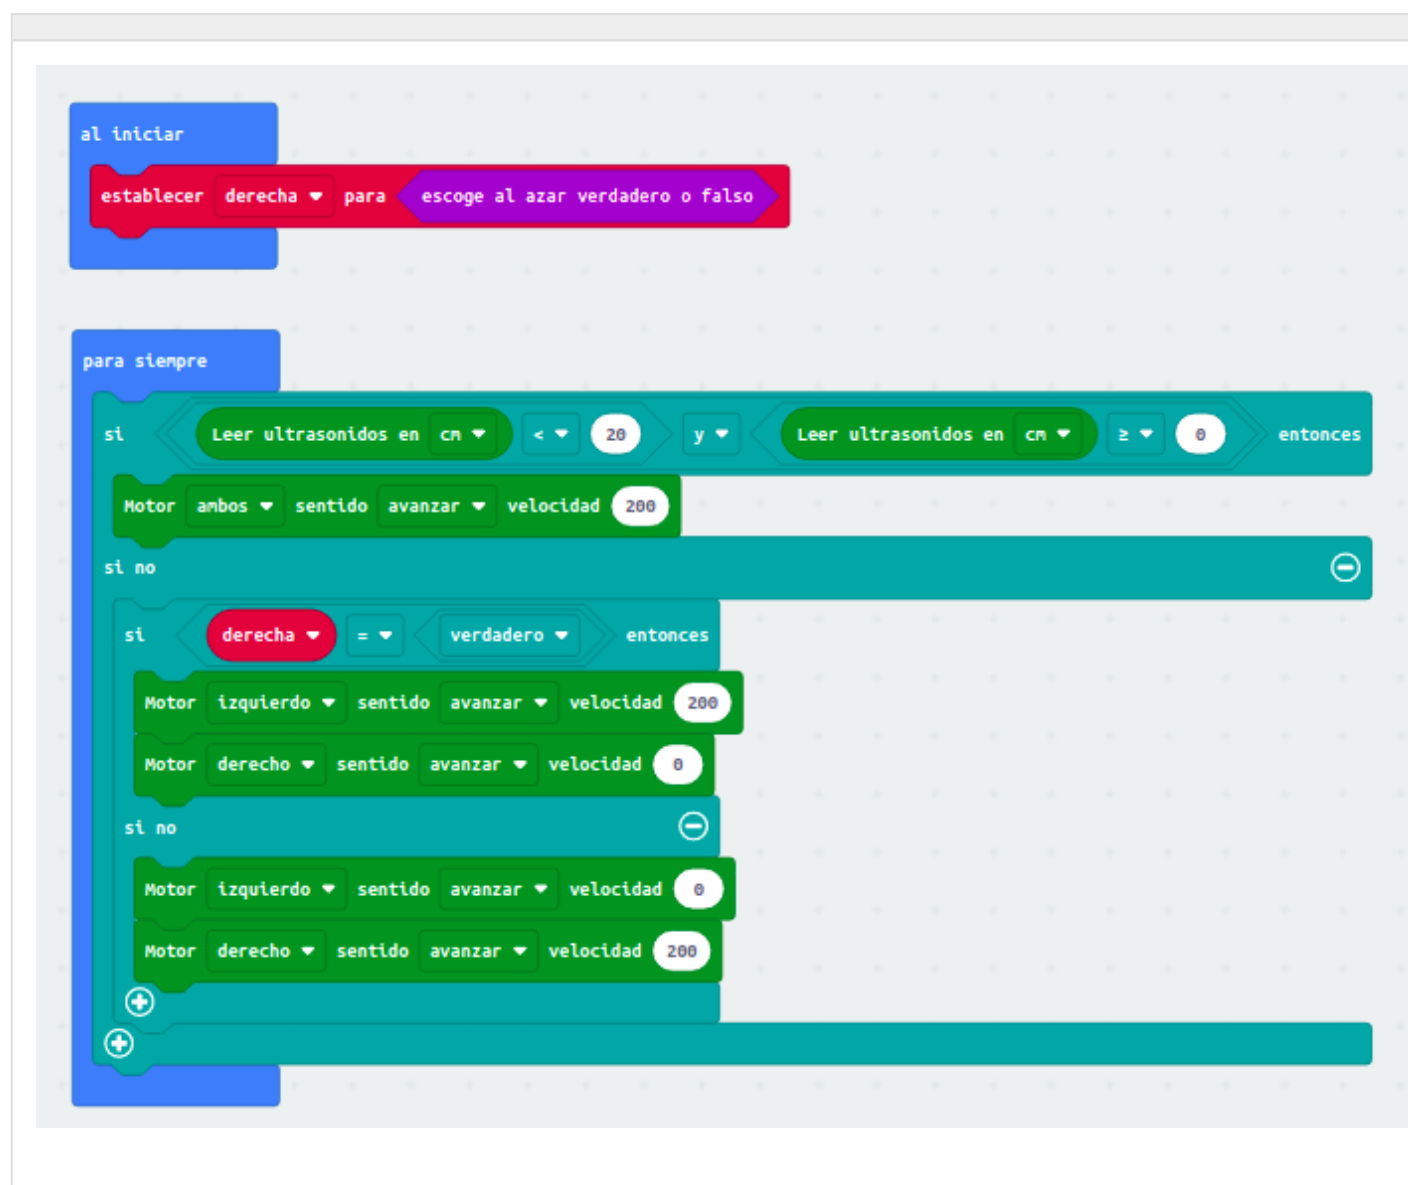 al iniciar
establecer derecha para escoge al azar verdadero o falso
para siempre
si Leer ultrasonidos en cm < 20 y Leer ultrasonidos en cm ≥ 0 entonces
Motor ambos sentido avanzar velocidad 200
si no
si derecha = verdadero entonces
Motor izquierdo sentido avanzar velocidad 200
Motor derecho sentido avanzar velocidad 0
si no
Motor izquierdo sentido avanzar velocidad 0
Motor derecho sentido avanzar velocidad 200